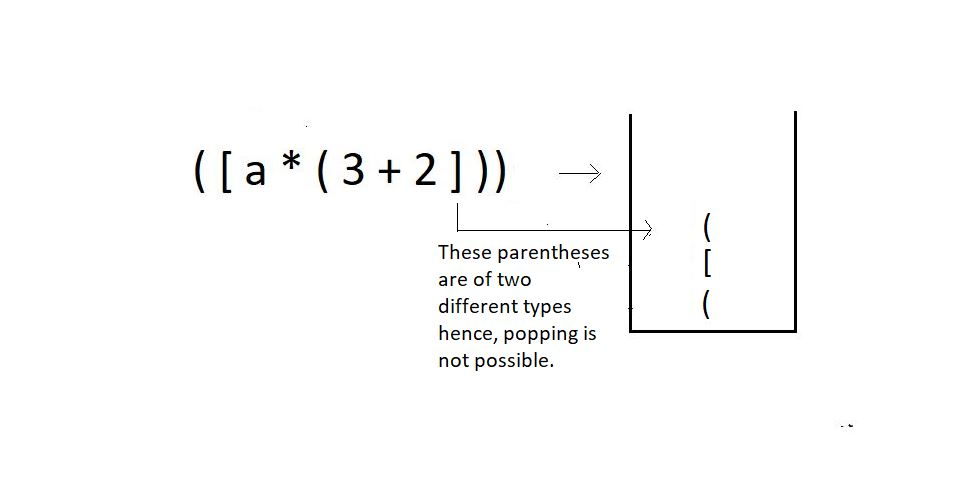 ( [ a * ( 3 + 2 ] ) )
(
[
(
These parentheses
are of two
different types
hence, popping is
not possible.